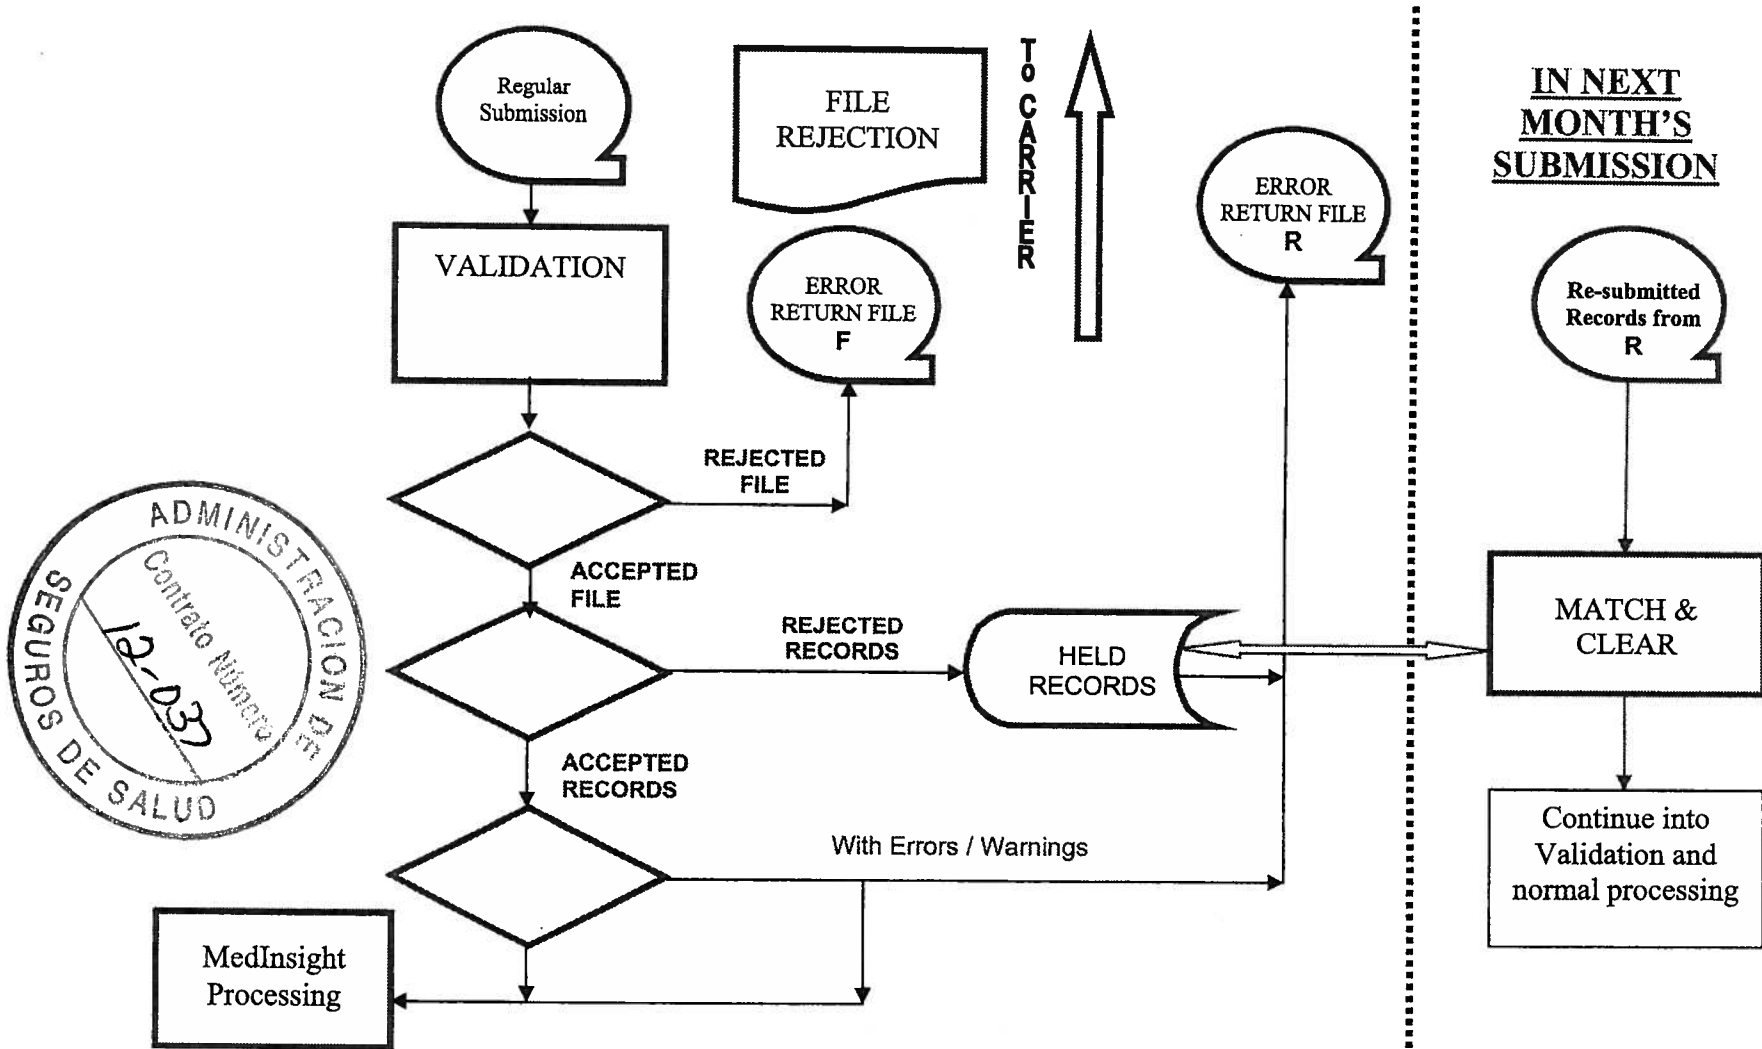 Regular
Submission
FILE
REJECTION
To CARRIER
ERROR
RETURN FILE
R
IN NEXT
MONTH'S
SUBMISSION
VALIDATION
ERROR
RETURN FILE
F
Re-submitted
Records from
R
REJECTED
FILE
ACCEPTED
FILE
REJECTED
RECORDS
HELD
RECORDS
MATCH &
CLEAR
ADMINISTRACION DE
SEGUROS DE SALUD
Contrato Número
12-037
ACCEPTED
RECORDS
With Errors / Warnings
Continue into
Validation and
normal processing
MedInsight
Processing